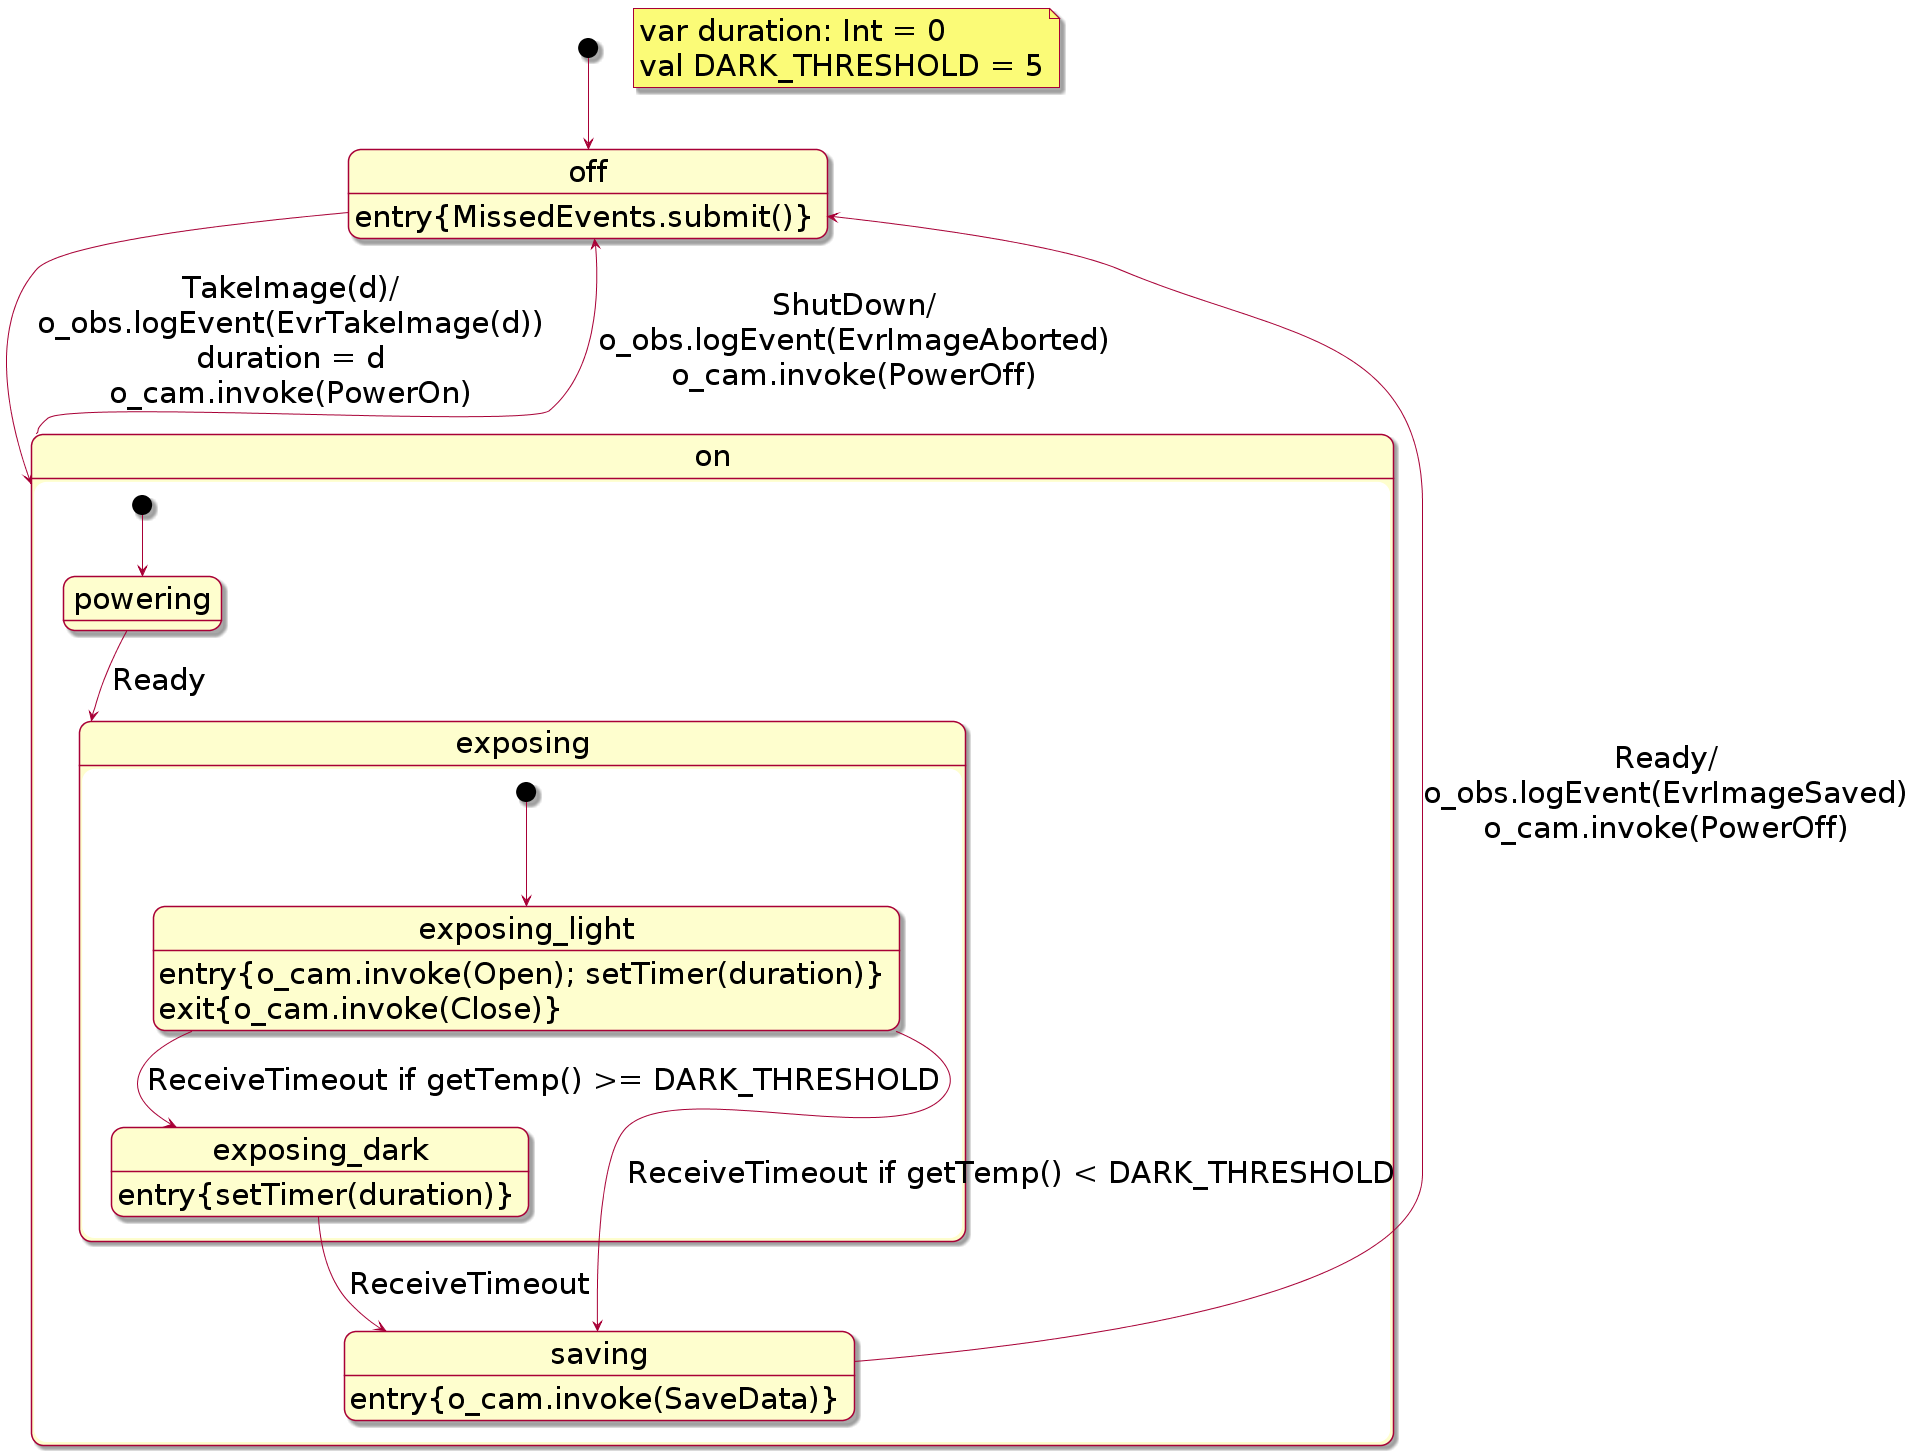 var duration: Int = 0
val DARK_THRESHOLD = 5
off
entry{MissedEvents.submit()}
TakeImage(d)/
o_obs.logEvent(EvrTakeImage(d))
duration = d
o_cam.invoke(PowerOn)
ShutDown/
o_obs.logEvent(EvrImageAborted)
o_cam.invoke(PowerOff)
on
powering
Ready
exposing
Ready/
o_obs.logEvent(EvrImageSaved)
o_cam.invoke(PowerOff)
exposing_light
entry{o_cam.invoke(Open); setTimer(duration)}
exit{o_cam.invoke(Close)}
ReceiveTimeout if getTemp() >= DARK_THRESHOLD
exposing_dark
entry{setTimer(duration)}
ReceiveTimeout if getTemp() < DARK_THRESHOLD
ReceiveTimeout
saving
entry{o_cam.invoke(SaveData)}